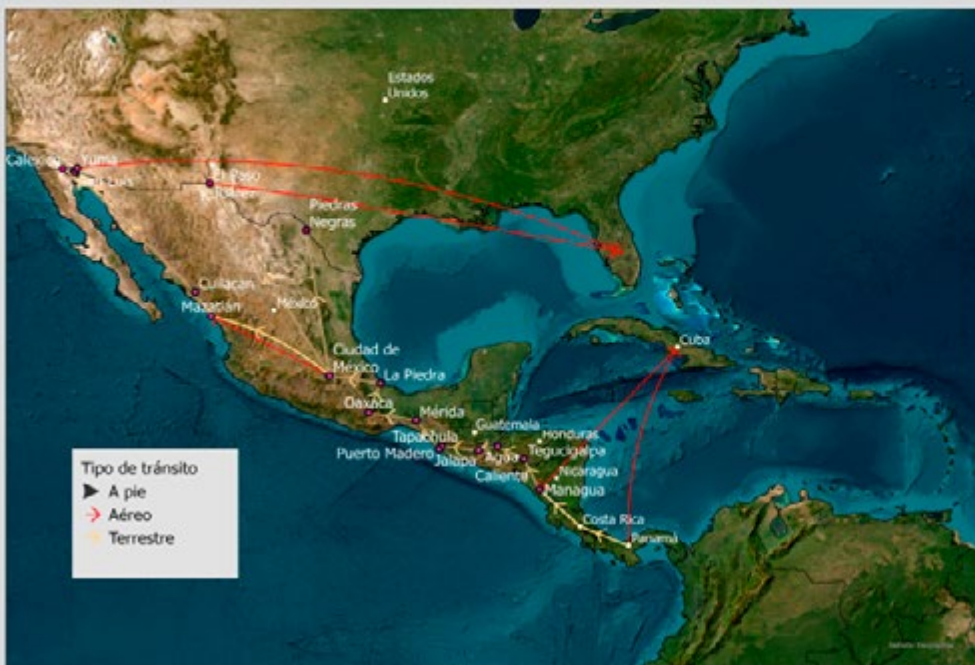 Estados
Unidos
Calexico
Yuma
San Luis
El Paso
Piedras
Negras
Culiacán
Mazatlán
México
Ciudad de
México
La Piedra
Oaxaca
Mérida
Tapachula
Puerto Madero
Jalapa
Guatemala
Agua
Caliente
Honduras
Tegucigalpa
Nicaragua
Managua
Costa Rica
Panamá
Cuba
Tipo de tránsito
A pie
Aéreo
Terrestre